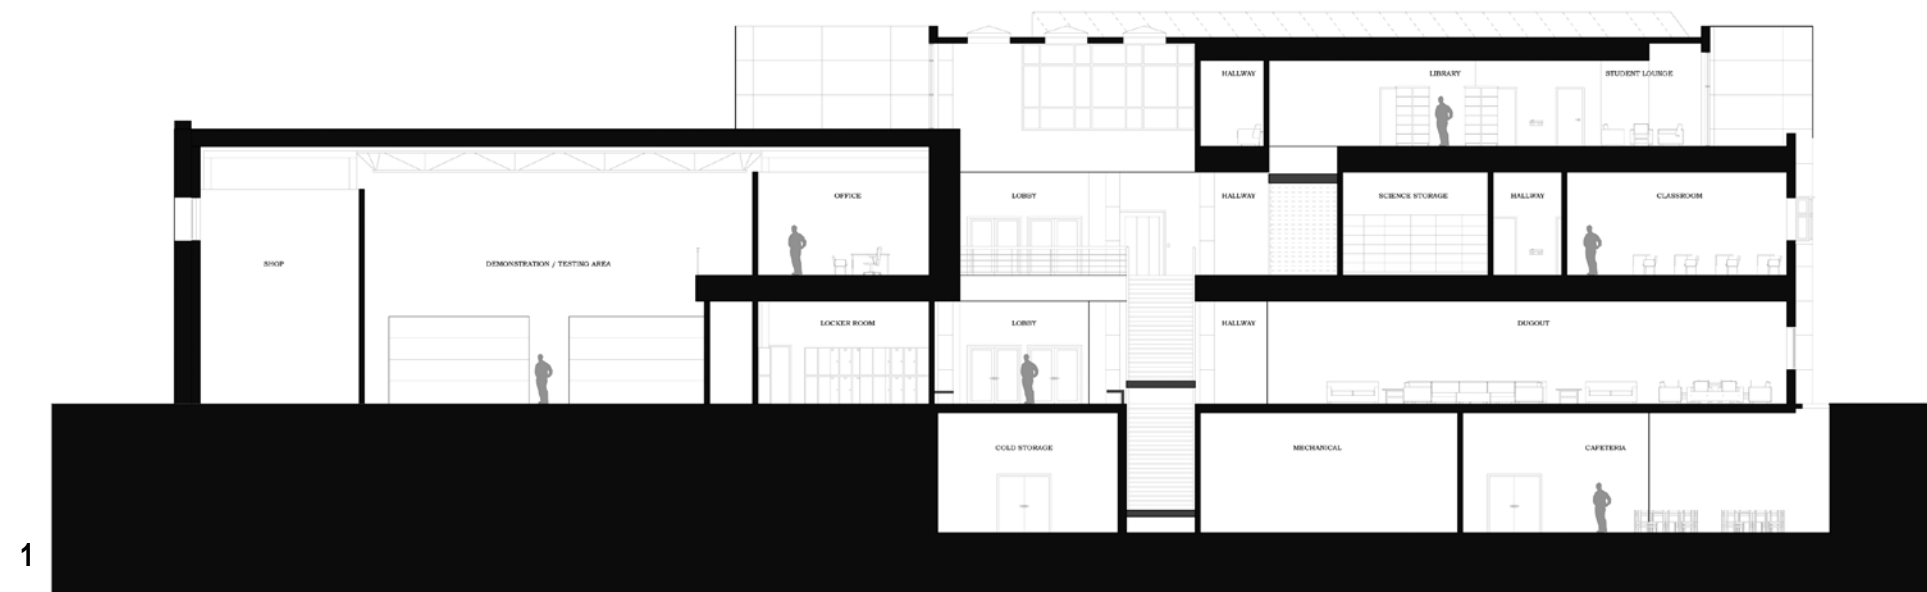 HALLWAY
LIBRARY
STUDENT LOUNGE
OFFICE
LOBBY
HALLWAY
SCIENCE STORAGE
HALLWAY
CLASSROOM
SHOP
DEMONSTRATION / TESTING AREA
LOCKER ROOM
LOBBY
HALLWAY
DUGOUT
COLD STORAGE
MECHANICAL
CAFETERIA
1